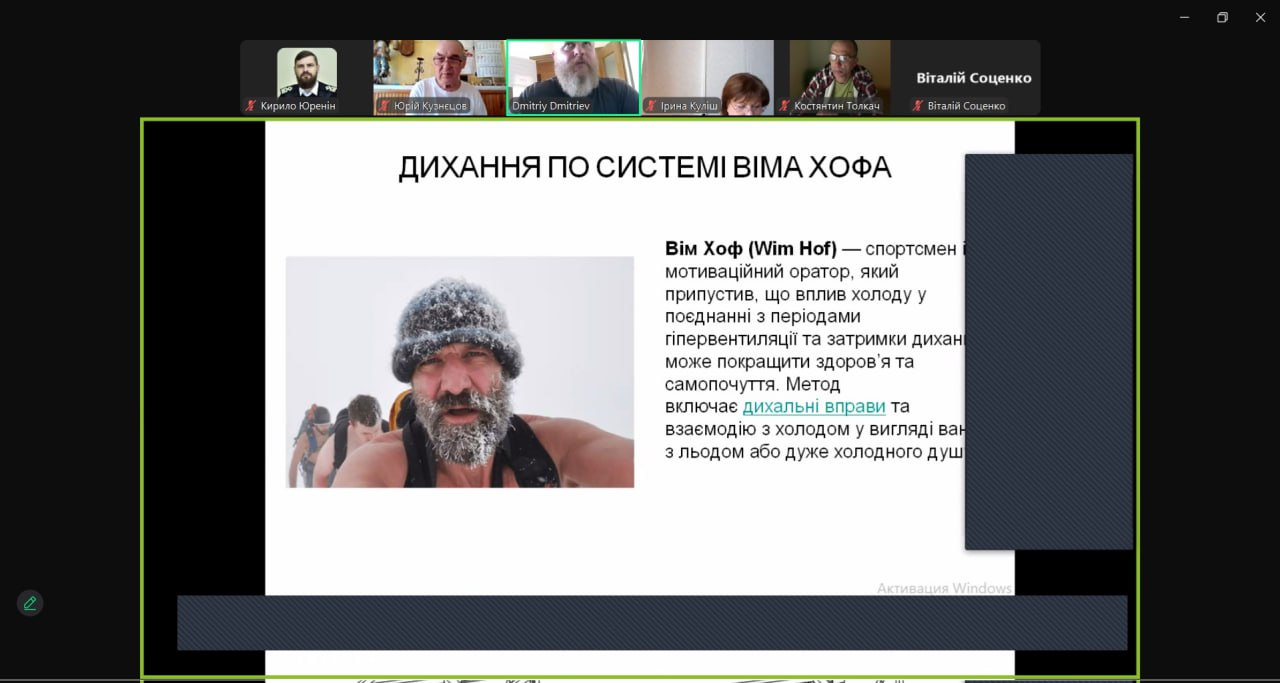 Віталій Соценко
Кирило Юренін
Юрій Кузнєцов
Dmitriy Dmitriev
Ірина Куліш
Костянтин Толкач
Віталій Соценко
ДИХАННЯ ПО СИСТЕМІ ВІМА ХОФА
Вім Хоф (Wim Hof) — спортсмен і
мотиваційний оратор, який
припустив, що вплив холоду у
поєднанні з періодами
гіпервентиляції та затримки
може покращити здоров’я та
самопочуття. Метод
включає дихальні вправи та
взаємодію з холодом у вигляді
з льодом або дуже холодного
Активация Windows